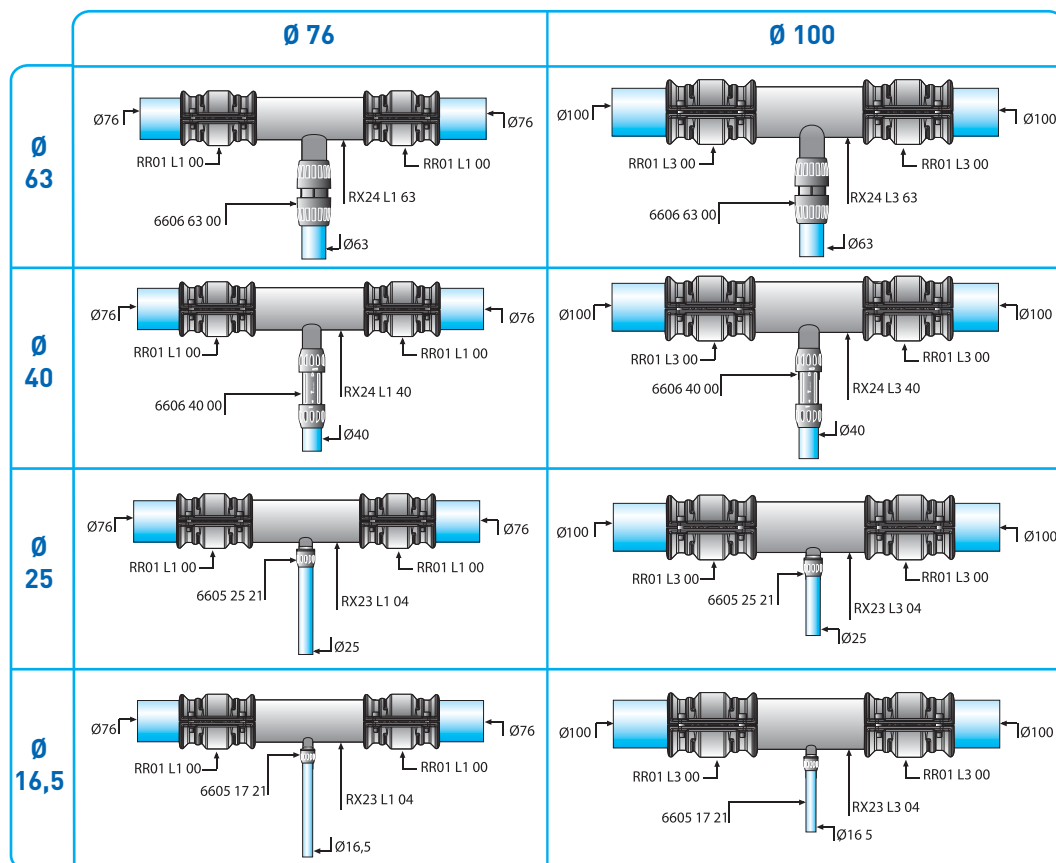 Ø 76
Ø 100
Ø
63
Ø76
Ø76
RR01 L1 00
RR01 L1 00
RX24 L1 63
6606 63 00
Ø63
Ø100
Ø100
RR01 L3 00
RR01 L3 00
RX24 L3 63
6606 63 00
Ø63
Ø
40
Ø76
Ø76
RR01 L1 00
RR01 L1 00
RX24 L1 40
6606 40 00
Ø40
Ø100
Ø100
RR01 L3 00
RR01 L3 00
RX24 L3 40
6606 40 00
Ø40
Ø
25
Ø76
Ø76
RR01 L1 00
RR01 L1 00
6605 25 21
RX23 L1 04
Ø25
Ø100
Ø100
RR01 L3 00
RR01 L3 00
6605 25 21
RX23 L3 04
Ø25
Ø
16,5
Ø76
Ø76
RR01 L1 00
RR01 L1 00
6605 17 21
RX23 L1 04
Ø16,5
Ø100
Ø100
RR01 L3 00
RR01 L3 00
6605 17 21
RX23 L3 04
Ø16 5